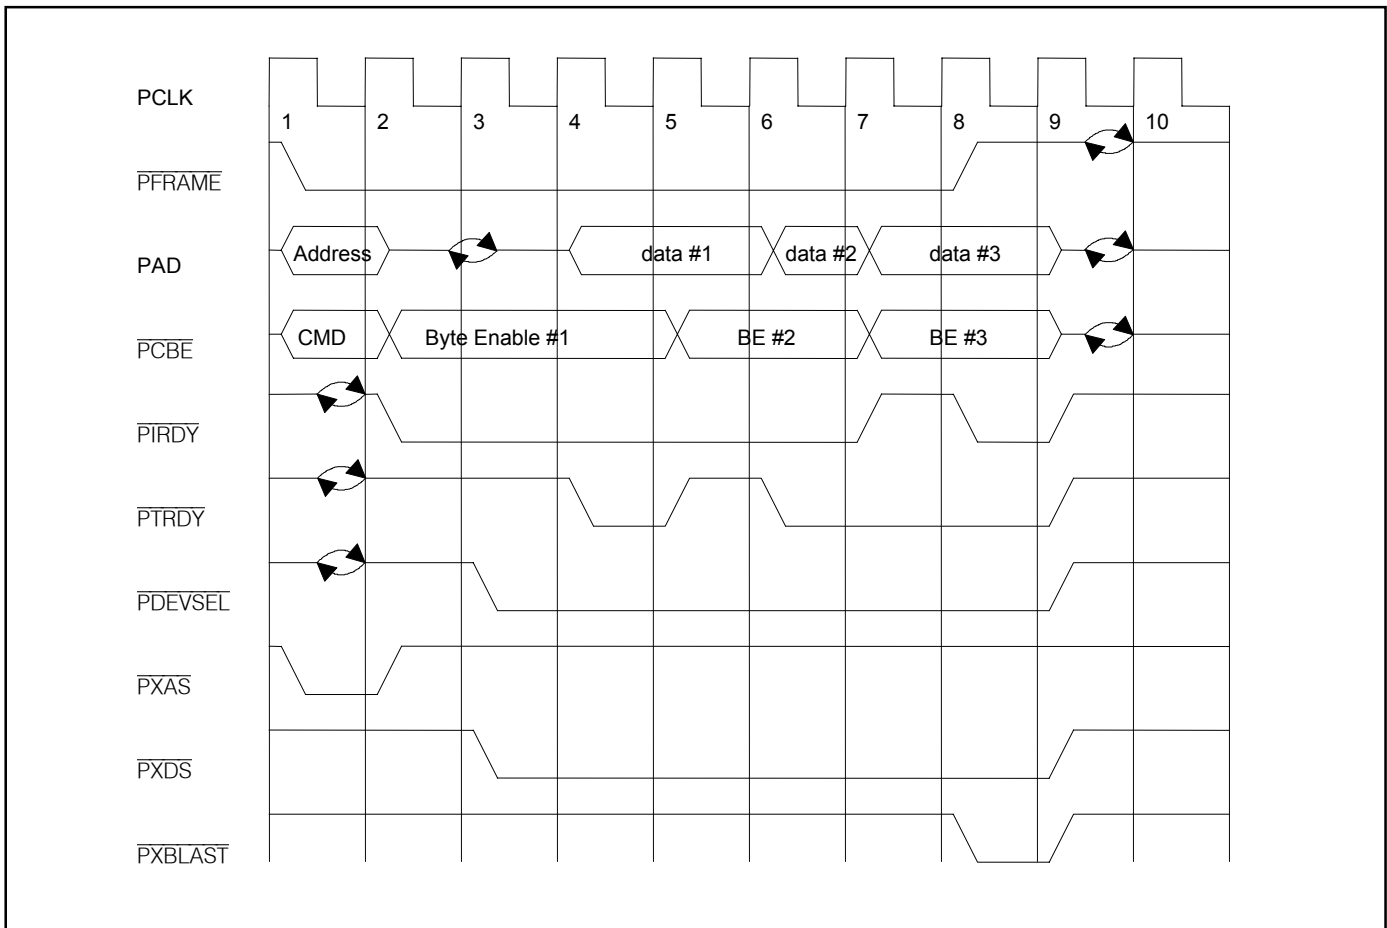 PCLK
1 2 3 4 5 6 7 8 9 10
PFRAME
PAD
Address data #1 data #2 data #3
PCBE
CMD Byte Enable #1 BE #2 BE #3
PIRDY
PTRDY
PDEVSEL
PXAS
PXDS
PXBLAST